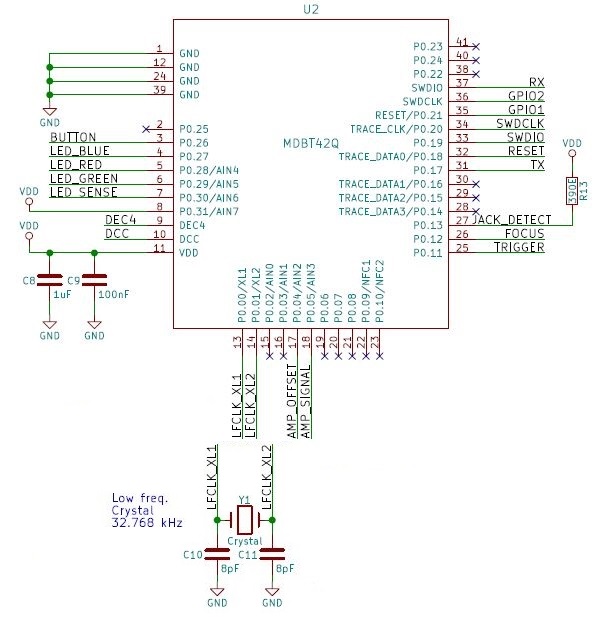 U2
1 GND
12 GND
24 GND
39 GND
GND
2 P0.25
BUTTON 3 P0.26
LED_BLUE 4 P0.27
LED_RED 5 P0.28/AIN4
LED_GREEN 6 P0.29/AIN5
LED_SENSE 7 P0.30/AIN6
VDD
8 P0.31/AIN7
DEC4 9 DEC4
DCC 10 DCC
VDD
11 VDD
C8
1uF
C9
100nF
GND
GND
MDBT42Q
P0.23 41
P0.24 40
P0.22 38
SWDIO 37 RX
SWDCLK 36 GPIO2
RESET/P0.21 35 GPIO1
TRACE_CLK/P0.20 34 SWDCLK
P0.19 33 SWDIO
TRACE_DATA0/P0.18 32 RESET
P0.17 31 TX
TRACE_DATA1/P0.16 30
TRACE_DATA2/P0.15 29
TRACE_DATA3/P0.14 28
P0.13 27 JACK_DETECT
P0.12 26 FOCUS
P0.11 25 TRIGGER
VDD
390E
R13
P0.00/XL1 13 LFCLK_XL1
P0.01/XL2 14 LFCLK_XL2
P0.02/AIN0 15
P0.03/AIN1 16
P0.04/AIN2 17 AMP_OFFSET
P0.05/AIN3 18 AMP_SIGNAL
P0.06 19
P0.07 20
P0.08 21
P0.09/NFC1 22
P0.10/NFC2 23
LFCLK_XL1
LFCLK_XL2
Low freq.
Crystal
32.768 kHz
Y1
Crystal
C10
8pF
C11
8pF
GND
GND